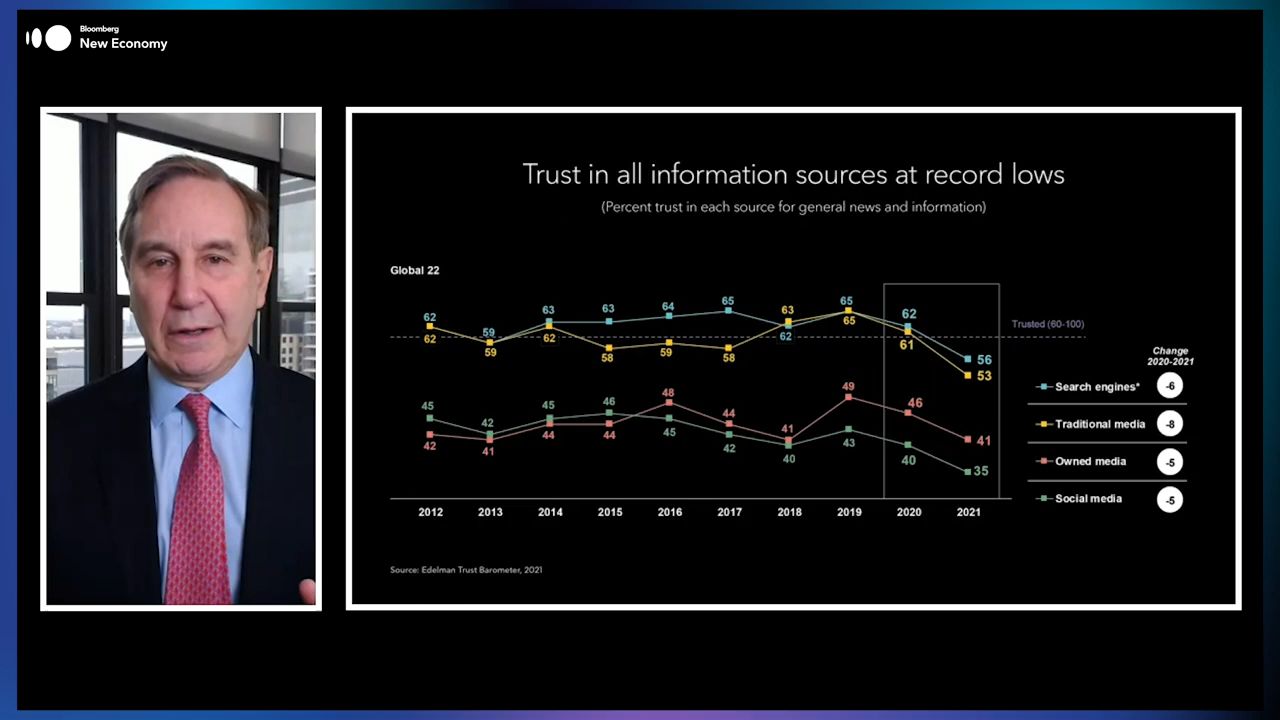 Bloomberg
New Economy
Trust in all information sources at record lows
(Percent trust in each source for general news and information)
Global 22
62 59 63 63 64 65 63 65 62 56
62 59 62 58 59 58 62 65 61 53
Trusted (60-100)
45 42 45 46 48 44 41 49 46 41
42 41 44 44 45 42 40 43 40 35
Change
2020-2021
Search engines* -6
Traditional media -8
Owned media -5
Social media -5
2012 2013 2014 2015 2016 2017 2018 2019 2020 2021
Source: Edelman Trust Barometer, 2021